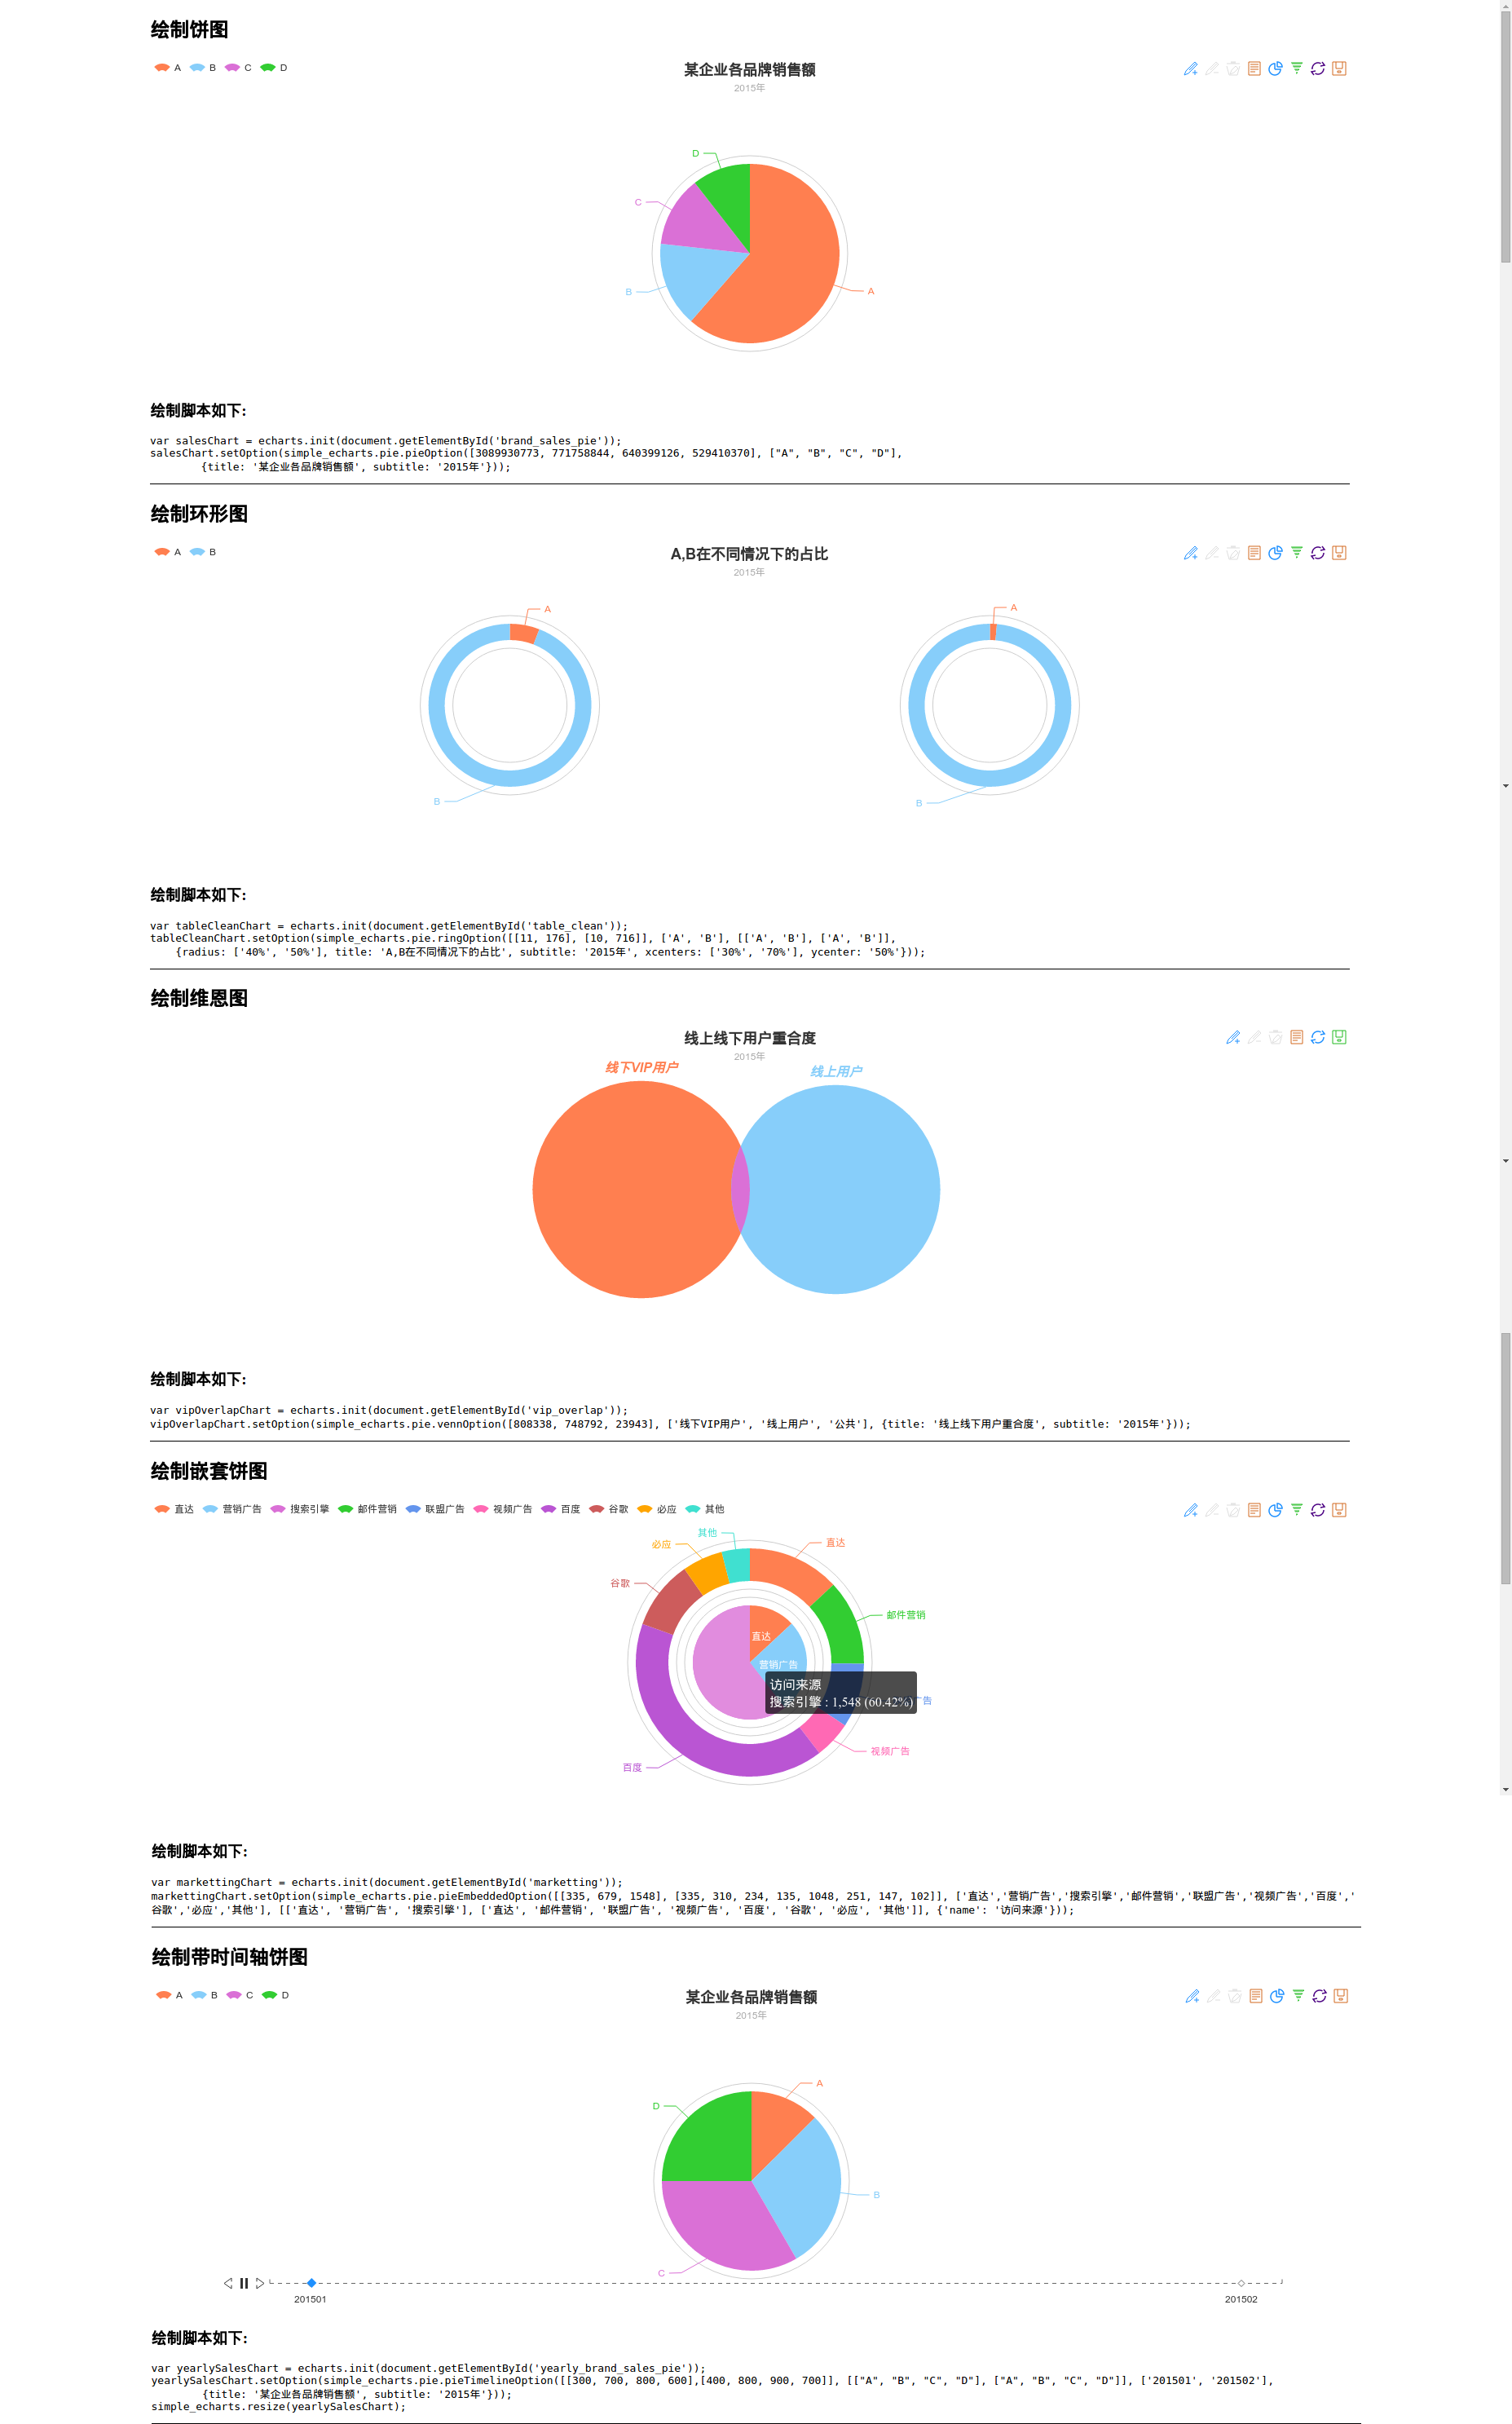 绘制饼图
A B C D
某企业各品牌销售额
2015年
D
C
B
A
绘制脚本如下:
var salesChart = echarts.init(document.getElementById('brand_sales_pie'));
salesChart.setOption(simple_echarts.pie.pieOption([3089930773, 771758844, 640399126, 529410370], ["A", "B", "C", "D"],
{title: '某企业各品牌销售额', subtitle: '2015年'}));
绘制环形图
A B
A,B在不同情况下的占比
2015年
A
A
B
B
绘制脚本如下:
var tableCleanChart = echarts.init(document.getElementById('table_clean'));
tableCleanChart.setOption(simple_echarts.pie.ringOption([[11, 176], [10, 716]], ['A', 'B'], [['A', 'B'], ['A', 'B']],
{radius: ['40%', '50%'], title: 'A,B在不同情况下的占比', subtitle: '2015年', xcenters: ['30%', '70%'], ycenter: '50%'}));
绘制维恩图
线上线下用户重合度
2015年
线下VIP用户
线上用户
绘制脚本如下:
var vipOverlapChart = echarts.init(document.getElementById('vip_overlap'));
vipOverlapChart.setOption(simple_echarts.pie.vennOption([808338, 748792, 23943], ['线下VIP用户', '线上用户', '公共'], {title: '线上线下用户重合度', subtitle: '2015年'}));
绘制嵌套饼图
直达 营销广告 搜索引擎 邮件营销 联盟广告 视频广告 百度 谷歌 必应 其他
其他
直达
必应
谷歌
邮件营销
直达
营销广告
访问来源
搜索引擎 : 1,548 (60.42%)
广告
视频广告
百度
绘制脚本如下:
var markettingChart = echarts.init(document.getElementById('marketting'));
markettingChart.setOption(simple_echarts.pie.pieEmbeddedOption([[335, 679, 1548], [335, 310, 234, 135, 1048, 251, 147, 102]], ['直达','营销广告','搜索引擎','邮件营销','联盟广告','视频广告','百度','
谷歌','必应','其他'], [['直达', '营销广告', '搜索引擎'], ['直达', '邮件营销', '联盟广告', '视频广告', '百度', '谷歌', '必应', '其他']], {'name': '访问来源'}));
绘制带时间轴饼图
A B C D
某企业各品牌销售额
2015年
A
D
B
C
201501
201502
绘制脚本如下:
var yearlySalesChart = echarts.init(document.getElementById('yearly_brand_sales_pie'));
yearlySalesChart.setOption(simple_echarts.pie.pieTimelineOption([[300, 700, 800, 600],[400, 800, 900, 700]], [["A", "B", "C", "D"], ["A", "B", "C", "D"]], ['201501', '201502'],
{title: '某企业各品牌销售额', subtitle: '2015年'}));
simple_echarts.resize(yearlySalesChart);